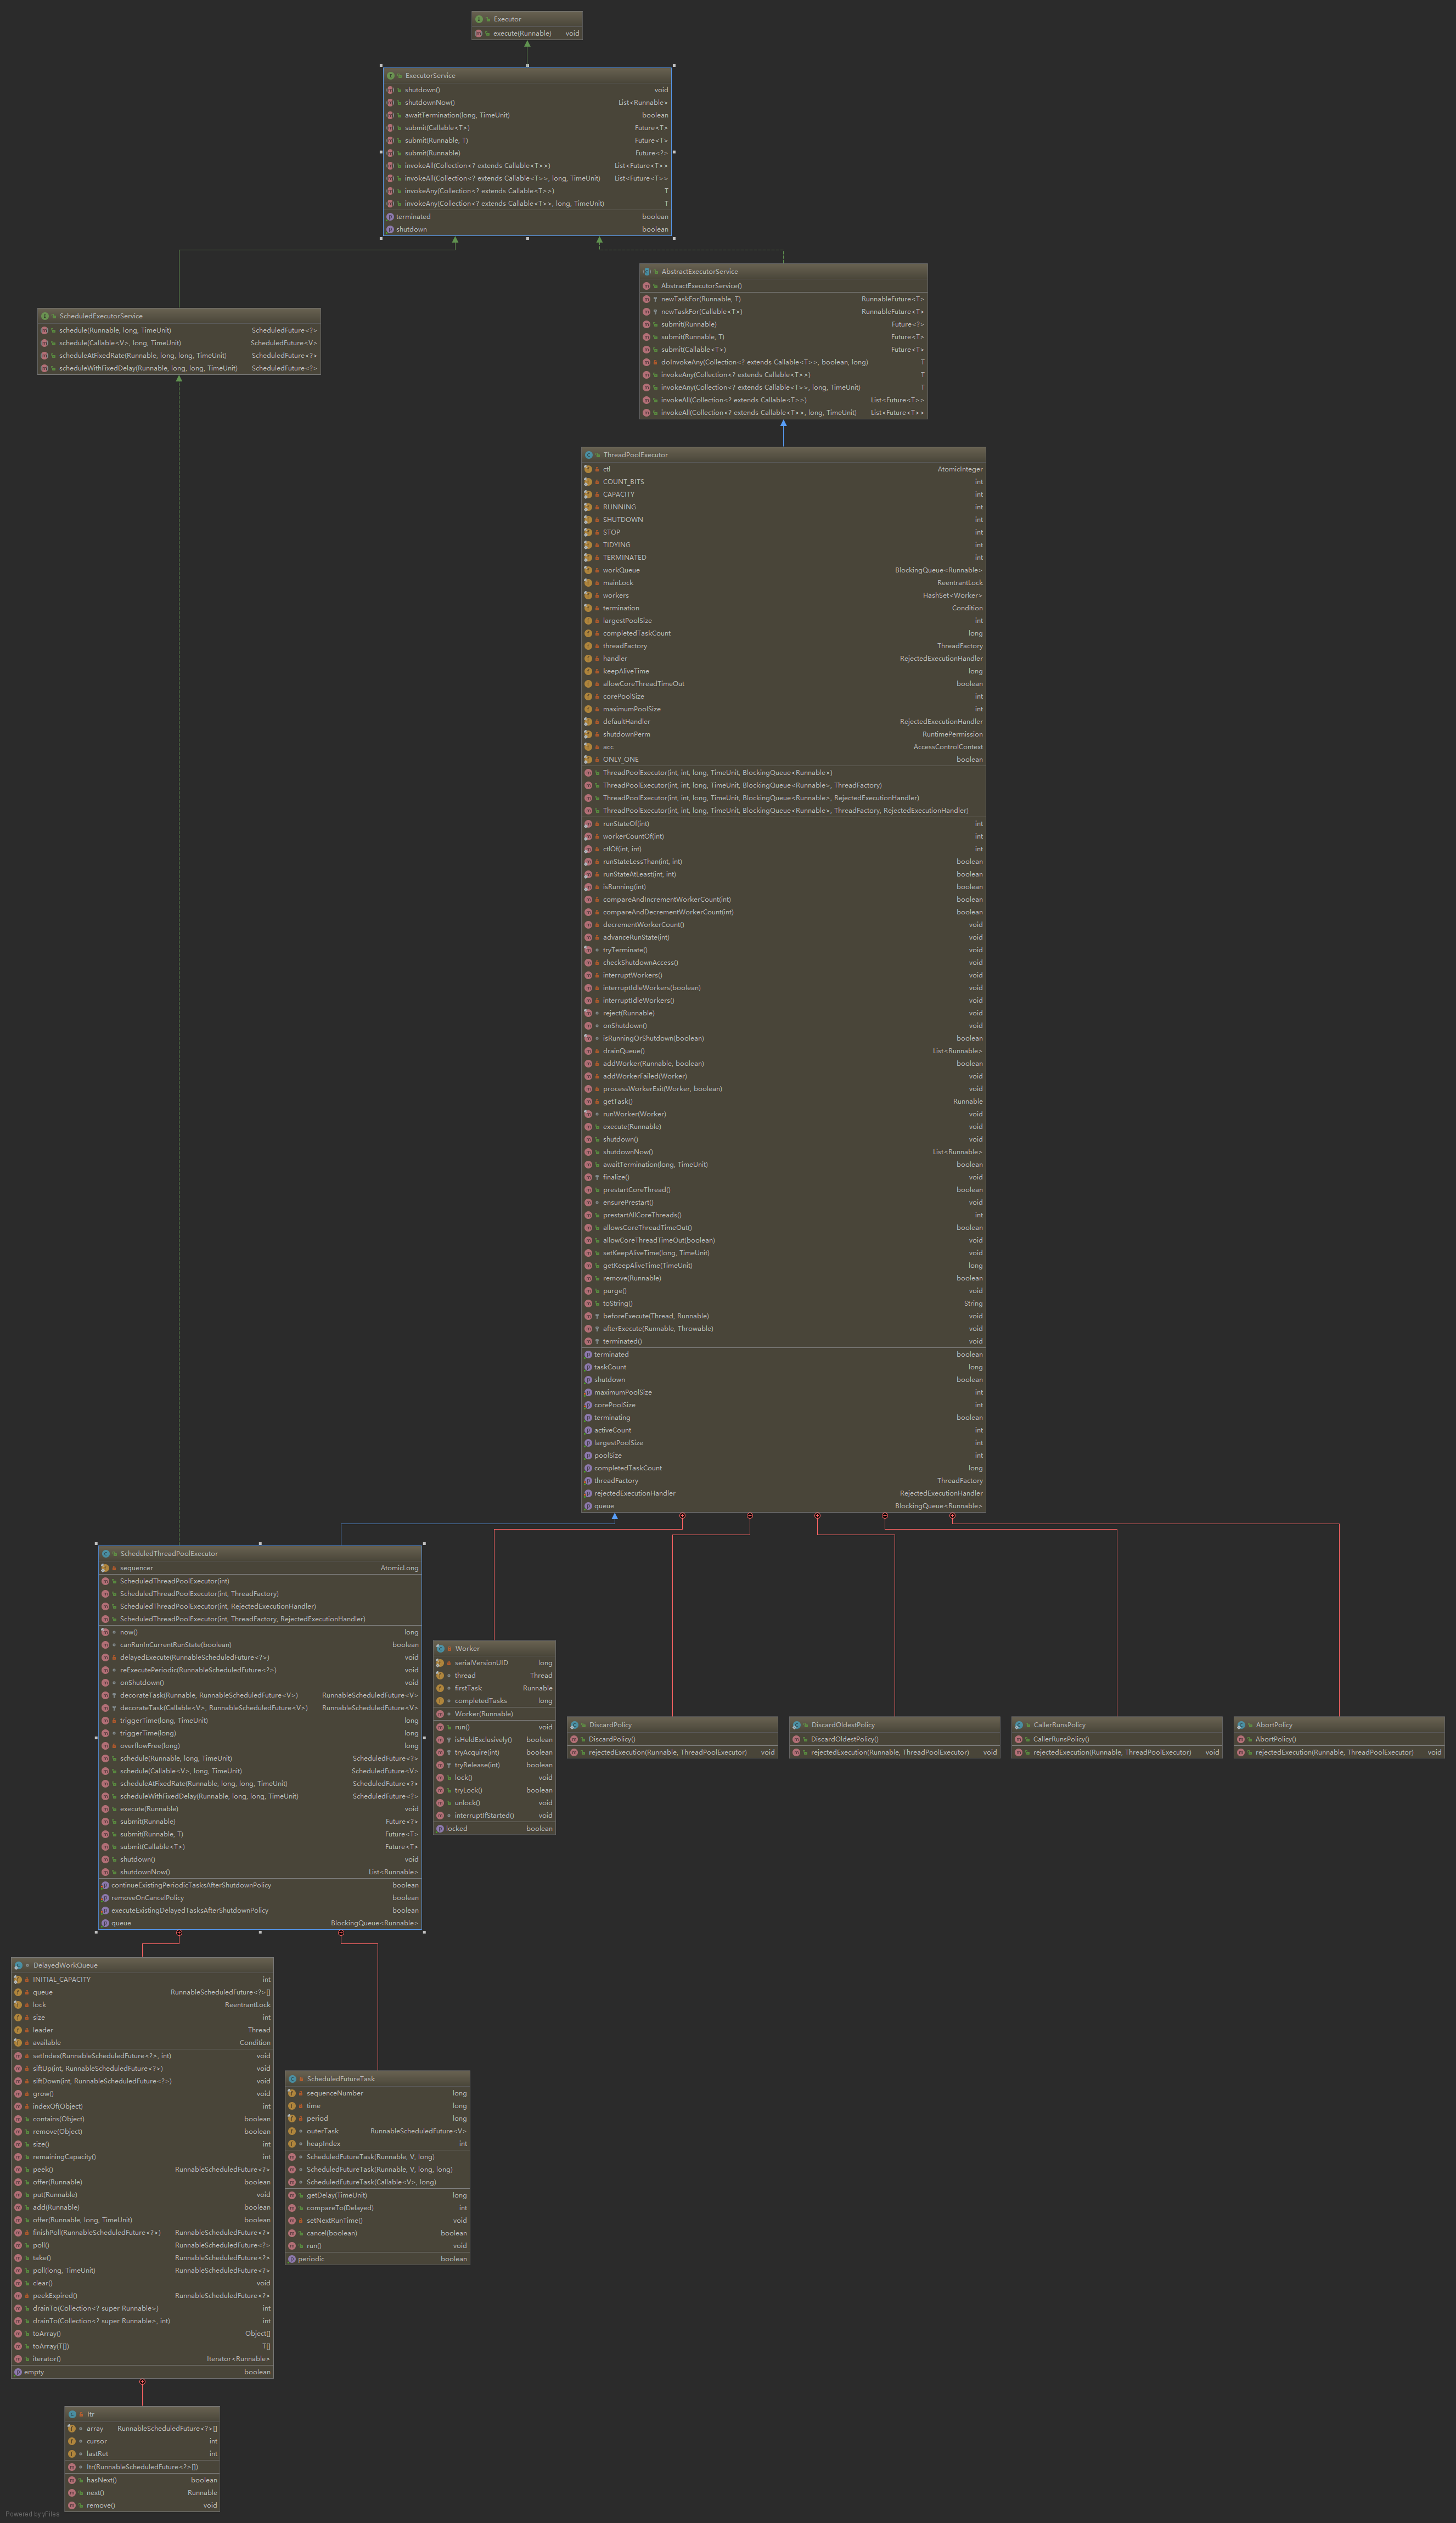 Executor
execute(Runnable) void
ExecutorService
shutdown() void
shutdownNow() List<Runnable>
awaitTermination(long, TimeUnit) boolean
submit(Callable<T>) Future<T>
submit(Runnable, T) Future<T>
submit(Runnable) Future<?>
invokeAll(Collection<? extends Callable<T>>) List<Future<T>>
invokeAll(Collection<? extends Callable<T>>, long, TimeUnit) List<Future<T>>
invokeAny(Collection<? extends Callable<T>>) T
invokeAny(Collection<? extends Callable<T>>, long, TimeUnit) T
terminated boolean
shutdown boolean
AbstractExecutorService
AbstractExecutorService()
newTaskFor(Runnable, T) RunnableFuture<T>
newTaskFor(Callable<T>) RunnableFuture<T>
submit(Runnable) Future<?>
submit(Runnable, T) Future<T>
submit(Callable<T>) Future<T>
doInvokeAny(Collection<? extends Callable<T>>, boolean, long) T
invokeAny(Collection<? extends Callable<T>>) T
invokeAny(Collection<? extends Callable<T>>, long, TimeUnit) T
invokeAll(Collection<? extends Callable<T>>) List<Future<T>>
invokeAll(Collection<? extends Callable<T>>, long, TimeUnit) List<Future<T>>
ScheduledExecutorService
schedule(Runnable, long, TimeUnit) ScheduledFuture<?>
schedule(Callable<V>, long, TimeUnit) ScheduledFuture<V>
scheduleAtFixedRate(Runnable, long, long, TimeUnit) ScheduledFuture<?>
scheduleWithFixedDelay(Runnable, long, long, TimeUnit) ScheduledFuture<?>
ThreadPoolExecutor
ctl AtomicInteger
COUNT_BITS int
CAPACITY int
RUNNING int
SHUTDOWN int
STOP int
TIDYING int
TERMINATED int
workQueue BlockingQueue<Runnable>
mainLock ReentrantLock
workers HashSet<Worker>
termination Condition
largestPoolSize int
completedTaskCount long
threadFactory ThreadFactory
handler RejectedExecutionHandler
keepAliveTime long
allowCoreThreadTimeOut boolean
corePoolSize int
maximumPoolSize int
defaultHandler RejectedExecutionHandler
shutdownPerm RuntimePermission
acc AccessControlContext
ONLY_ONE boolean
ThreadPoolExecutor(int, int, long, TimeUnit, BlockingQueue<Runnable>)
ThreadPoolExecutor(int, int, long, TimeUnit, BlockingQueue<Runnable>, ThreadFactory)
ThreadPoolExecutor(int, int, long, TimeUnit, BlockingQueue<Runnable>, RejectedExecutionHandler)
ThreadPoolExecutor(int, int, long, TimeUnit, BlockingQueue<Runnable>, ThreadFactory, RejectedExecutionHandler)
runStateOf(int) int
workerCountOf(int) int
ctlOf(int, int) int
runStateLessThan(int, int) boolean
runStateAtLeast(int, int) boolean
isRunning(int) boolean
compareAndIncrementWorkerCount(int) boolean
compareAndDecrementWorkerCount(int) boolean
decrementWorkerCount() void
advanceRunState(int) void
tryTerminate() void
checkShutdownAccess() void
interruptWorkers() void
interruptIdleWorkers(boolean) void
interruptIdleWorkers() void
reject(Runnable) void
onShutdown() void
isRunningOrShutdown(boolean) boolean
drainQueue() List<Runnable>
addWorker(Runnable, boolean) boolean
addWorkerFailed(Worker) void
processWorkerExit(Worker, boolean) void
getTask() Runnable
runWorker(Worker) void
execute(Runnable) void
shutdown() void
shutdownNow() List<Runnable>
awaitTermination(long, TimeUnit) boolean
finalize() void
prestartCoreThread() boolean
ensurePrestart() void
prestartAllCoreThreads() int
allowsCoreThreadTimeOut() boolean
allowCoreThreadTimeOut(boolean) void
setKeepAliveTime(long, TimeUnit) void
getKeepAliveTime(TimeUnit) long
remove(Runnable) boolean
purge() void
toString() String
beforeExecute(Thread, Runnable) void
afterExecute(Runnable, Throwable) void
terminated() void
terminated boolean
taskCount long
shutdown boolean
maximumPoolSize int
corePoolSize int
terminating boolean
activeCount int
largestPoolSize int
poolSize int
completedTaskCount long
threadFactory ThreadFactory
rejectedExecutionHandler RejectedExecutionHandler
queue BlockingQueue<Runnable>
ScheduledThreadPoolExecutor
sequencer AtomicLong
ScheduledThreadPoolExecutor(int)
ScheduledThreadPoolExecutor(int, ThreadFactory)
ScheduledThreadPoolExecutor(int, RejectedExecutionHandler)
ScheduledThreadPoolExecutor(int, ThreadFactory, RejectedExecutionHandler)
now() long
canRunInCurrentRunState(boolean) boolean
delayedExecute(RunnableScheduledFuture<?>) void
reExecutePeriodic(RunnableScheduledFuture<?>) void
onShutdown() void
decorateTask(Runnable, RunnableScheduledFuture<V>) RunnableScheduledFuture<V>
decorateTask(Callable<V>, RunnableScheduledFuture<V>) RunnableScheduledFuture<V>
triggerTime(long, TimeUnit) long
triggerTime(long) long
overflowFree(long) long
schedule(Runnable, long, TimeUnit) ScheduledFuture<?>
schedule(Callable<V>, long, TimeUnit) ScheduledFuture<V>
scheduleAtFixedRate(Runnable, long, long, TimeUnit) ScheduledFuture<?>
scheduleWithFixedDelay(Runnable, long, long, TimeUnit) ScheduledFuture<?>
execute(Runnable) void
submit(Runnable) Future<?>
submit(Runnable, T) Future<T>
submit(Callable<T>) Future<T>
shutdown() void
shutdownNow() List<Runnable>
continueExistingPeriodicTasksAfterShutdownPolicy boolean
removeOnCancelPolicy boolean
executeExistingDelayedTasksAfterShutdownPolicy boolean
queue BlockingQueue<Runnable>
Worker
serialVersionUID long
thread Thread
firstTask Runnable
completedTasks long
Worker(Runnable)
run() void
isHeldExclusively() boolean
tryAcquire(int) boolean
tryRelease(int) boolean
lock() void
tryLock() boolean
unlock() void
interruptIfStarted() void
locked boolean
DiscardPolicy
DiscardPolicy()
rejectedExecution(Runnable, ThreadPoolExecutor) void
DiscardOldestPolicy
DiscardOldestPolicy()
rejectedExecution(Runnable, ThreadPoolExecutor) void
CallerRunsPolicy
CallerRunsPolicy()
rejectedExecution(Runnable, ThreadPoolExecutor) void
AbortPolicy
AbortPolicy()
rejectedExecution(Runnable, ThreadPoolExecutor) void
DelayedWorkQueue
INITIAL_CAPACITY int
queue RunnableScheduledFuture<?>[]
lock ReentrantLock
size int
leader Thread
available Condition
setIndex(RunnableScheduledFuture<?>, int) void
siftUp(int, RunnableScheduledFuture<?>) void
siftDown(int, RunnableScheduledFuture<?>) void
grow() void
indexOf(Object) int
contains(Object) boolean
remove(Object) boolean
size() int
remainingCapacity() int
peek() RunnableScheduledFuture<?>
offer(Runnable) boolean
put(Runnable) void
add(Runnable) boolean
offer(Runnable, long, TimeUnit) boolean
finishPoll(RunnableScheduledFuture<?>) RunnableScheduledFuture<?>
poll() RunnableScheduledFuture<?>
take() RunnableScheduledFuture<?>
poll(long, TimeUnit) RunnableScheduledFuture<?>
clear() void
peekExpired() RunnableScheduledFuture<?>
drainTo(Collection<? super Runnable>) int
drainTo(Collection<? super Runnable>, int) int
toArray() Object[]
toArray(T[]) T[]
iterator() Iterator<Runnable>
empty boolean
ScheduledFutureTask
sequenceNumber long
time long
period long
outerTask RunnableScheduledFuture<V>
heapIndex int
ScheduledFutureTask(Runnable, V, long)
ScheduledFutureTask(Runnable, V, long, long)
ScheduledFutureTask(Callable<V>, long)
getDelay(TimeUnit) long
compareTo(Delayed) int
setNextRunTime() void
cancel(boolean) boolean
run() void
periodic boolean
Itr
array RunnableScheduledFuture<?>[]
cursor int
lastRet int
Itr(RunnableScheduledFuture<?>[])
hasNext() boolean
next() Runnable
remove() void
Powered by yFiles